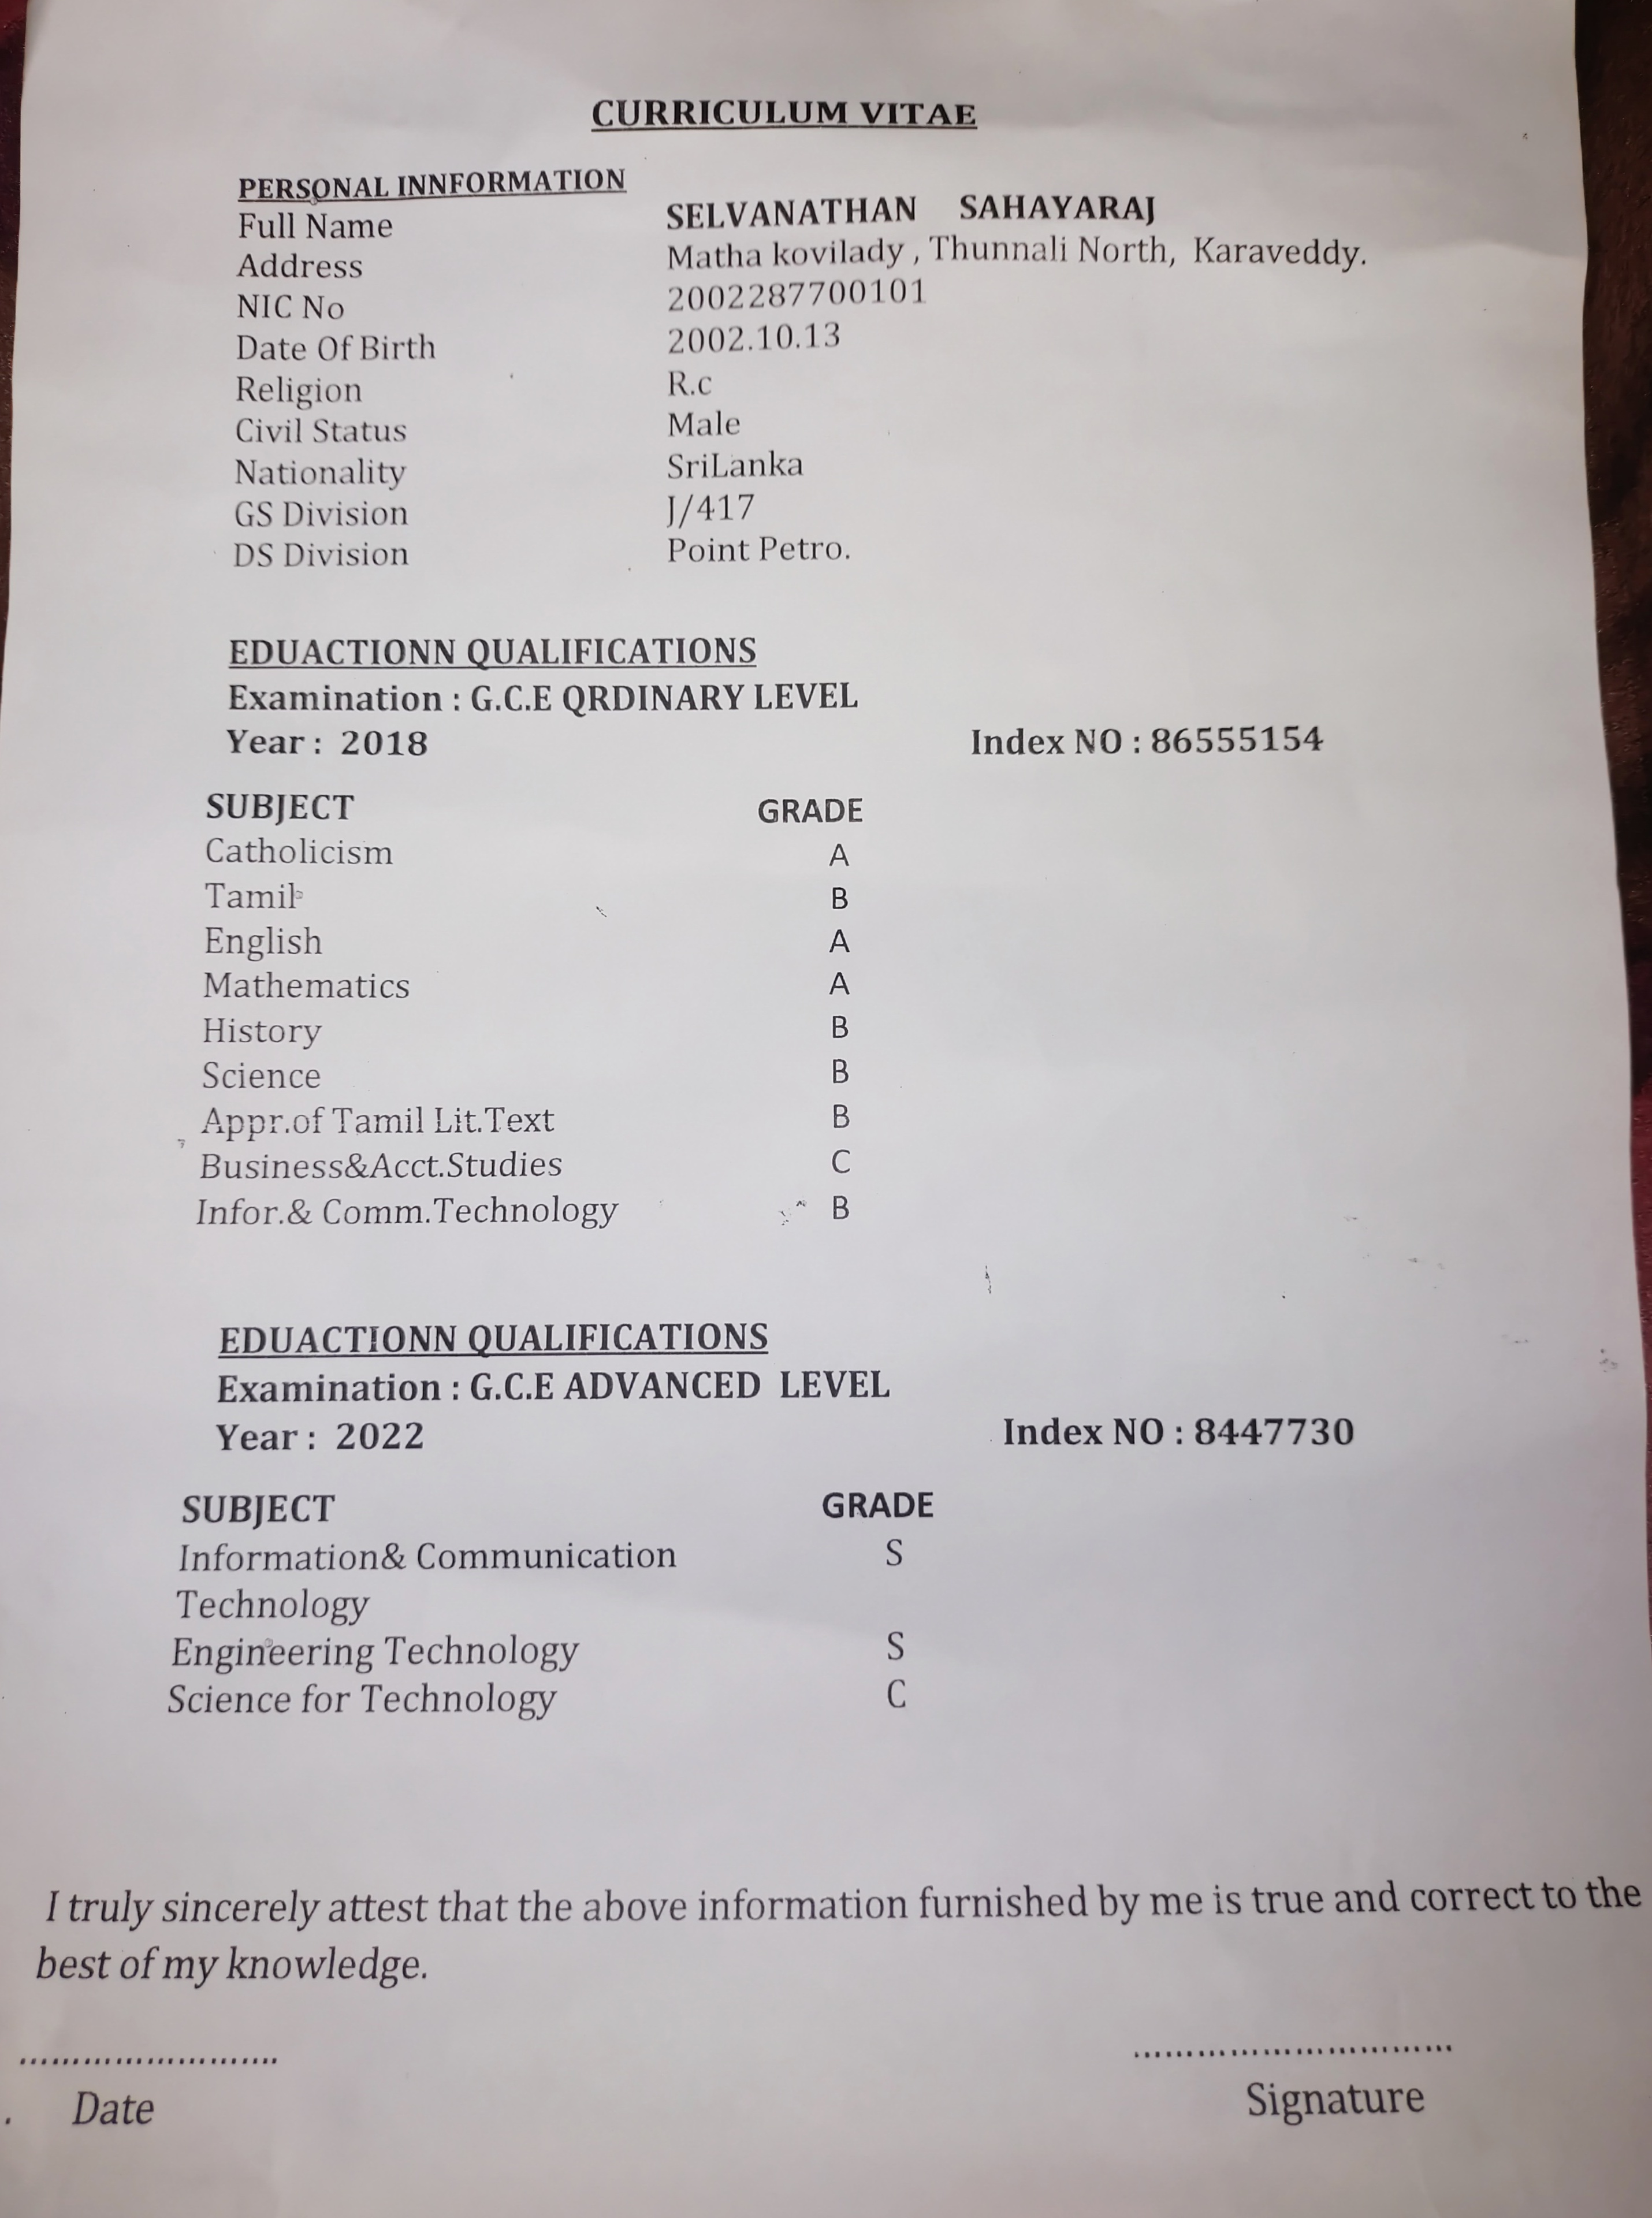 CURRICULUM VITAE
PERSONAL INNFORMATION
Full Name SELVANATHAN SAHAYARAJ
Address Matha kovilady , Thunnali North, Karaveddy.
NIC No 2002287700101
Date Of Birth 2002.10.13
Religion R.c
Civil Status Male
Nationality SriLanka
GS Division J/417
DS Division Point Petro.
EDUACTIONN QUALIFICATIONS
Examination : G.C.E QRDINARY LEVEL
Year : 2018 Index NO : 86555154
SUBJECT GRADE
Catholicism A
Tamil B
English A
Mathematics A
History B
Science B
Appr.of Tamil Lit.Text B
Business&Acct.Studies C
Infor.& Comm.Technology B
EDUACTIONN QUALIFICATIONS
Examination : G.C.E ADVANCED LEVEL
Year : 2022 Index NO : 8447730
SUBJECT GRADE
Information& Communication S
Technology
Engineering Technology S
Science for Technology C
I truly sincerely attest that the above information furnished by me is true and correct to the
best of my knowledge.
.......................... ................................
Date Signature